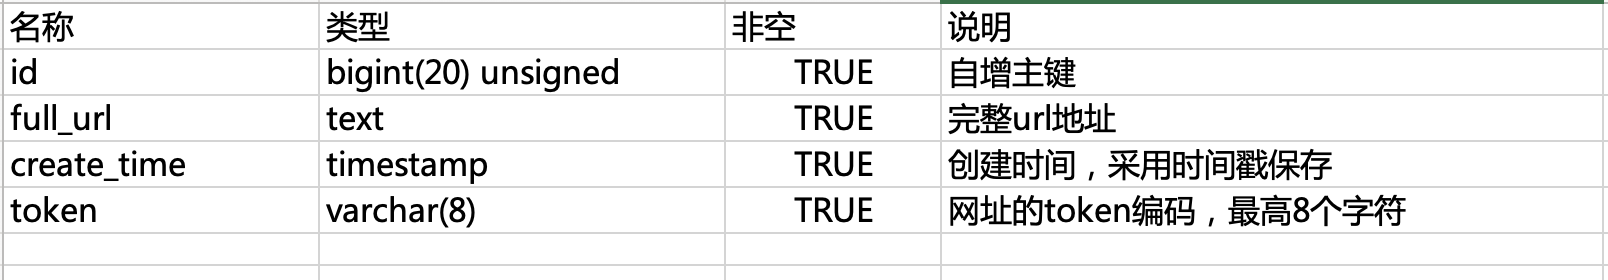 名称 类型 非空 说明
id bigint(20) unsigned TRUE 自增主键
full_url text TRUE 完整url地址
create_time timestamp TRUE 创建时间，采用时间戳保存
token varchar(8) TRUE 网址的token编码，最高8个字符